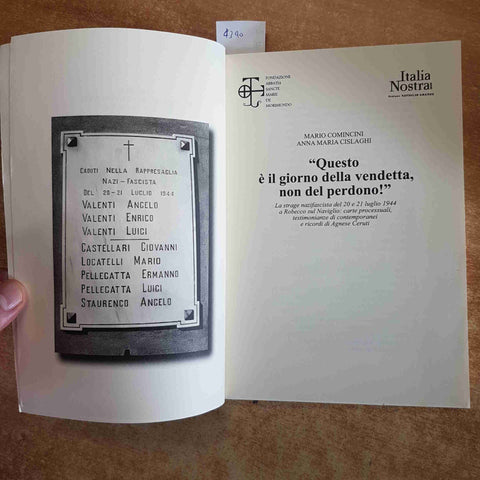 CADUTI NELLA RAPPRESAGLIA
NAZI-FASCISTA
DEL 20-21 LUGLIO 1944
VALENTI ANGELO
VALENTI ENRICO
VALENTI LUIGI
CASTELLARI GIOVANNI
LOCATELLI MARIO
PELLEGATTA ERMANNO
PELLEGATTA LUIGI
STAURENGO ANGELO
FONDAZIONE
ABBATIA
SANCTE
MARIE
DE
MORIMUNDO
Italia
Nostra
MARIO COMINCINI
ANNA MARIA CISLAGHI
“Questo
è il giorno della vendetta,
non del perdono!”
La strage nazifascista del 20 e 21 luglio 1944
a Robecco sul Naviglio: carte processuali,
testimonianze di contemporanei
e ricordi di Agnese Ceruti